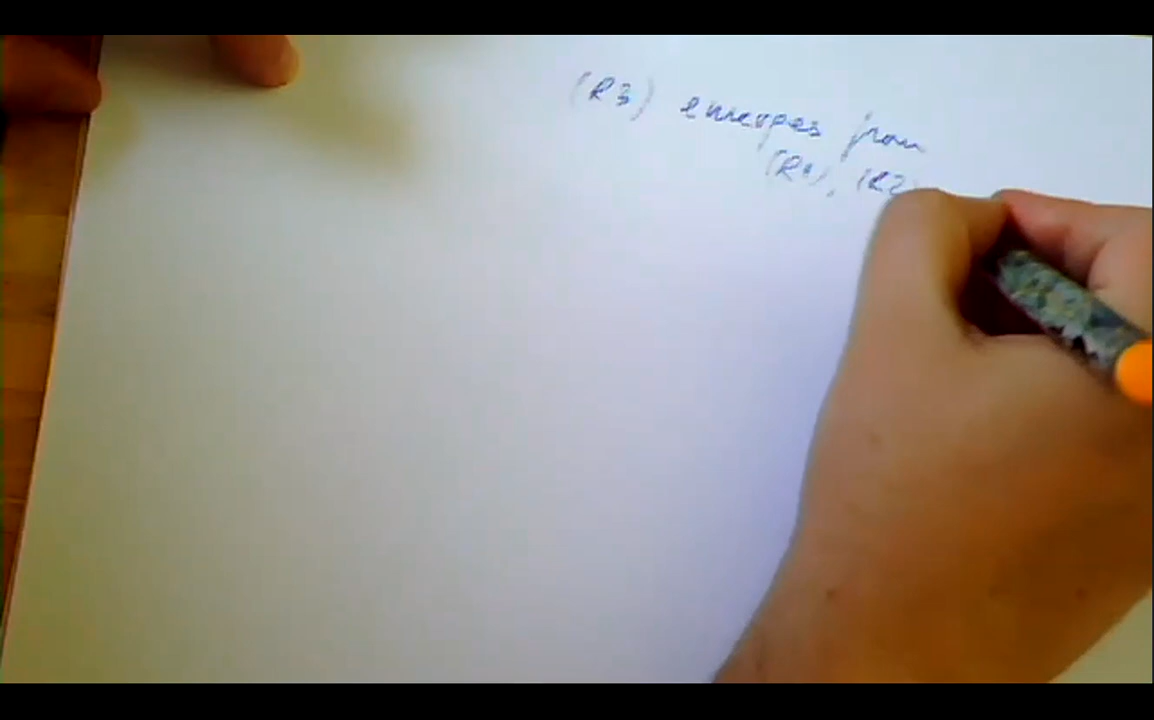 (R3) emerges from
(R1), (R2)